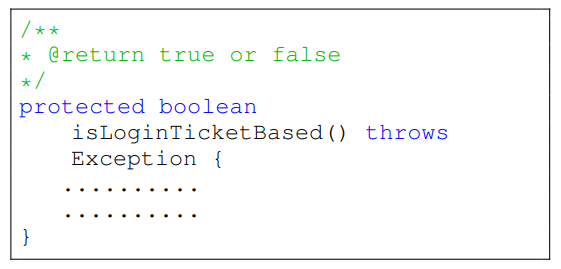 /**
* @return true or false
*/
protected boolean
isLoginTicketBased() throws
Exception {
..........
..........
}